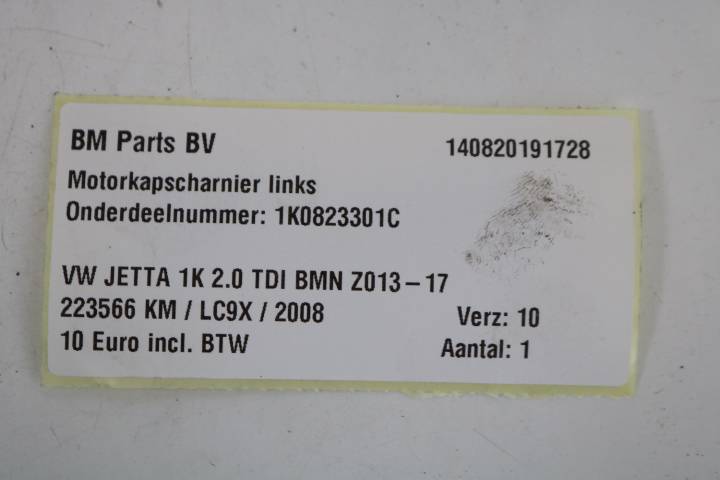 BM Parts BV 140820191728
Motorkapscharnier links
Onderdeelnummer: 1K0823301C
VW JETTA 1K 2.0 TDI BMN Z013-17
223566 KM / LC9X / 2008 Verz: 10
10 Euro incl. BTW Aantal: 1